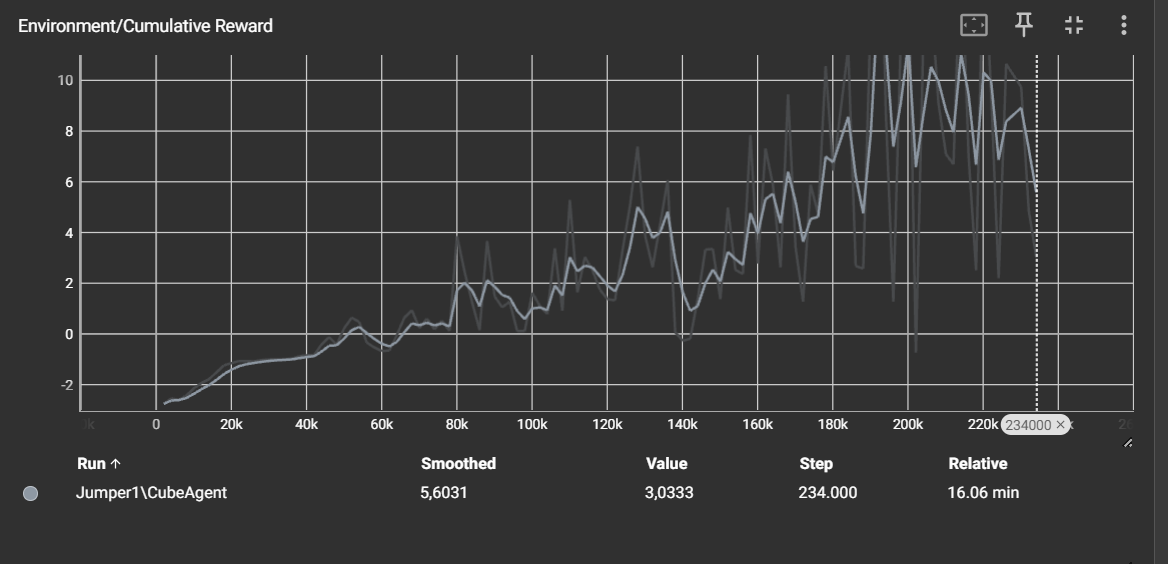 Environment/Cumulative Reward
10
8
6
4
2
0
-2
0 20k 40k 60k 80k 100k 120k 140k 160k 180k 200k 220k 234000 ×
Run ↑ Smoothed Value Step Relative
Jumper1\CubeAgent 5,6031 3,0333 234.000 16.06 min